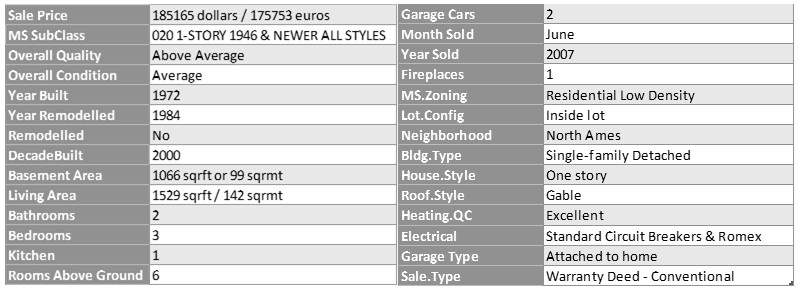 Sale Price 185165 dollars / 175753 euros
MS SubClass 020 1-STORY 1946 & NEWER ALL STYLES
Overall Quality Above Average
Overall Condition Average
Year Built 1972
Year Remodelled 1984
Remodelled No
DecadeBuilt 2000
Basement Area 1066 sqrft or 99 sqrmt
Living Area 1529 sqrft / 142 sqrmt
Bathrooms 2
Bedrooms 3
Kitchen 1
Rooms Above Ground 6
Garage Cars 2
Month Sold June
Year Sold 2007
Fireplaces 1
MS.Zoning Residential Low Density
Lot.Config Inside lot
Neighborhood North Ames
Bldg.Type Single-family Detached
House.Style One story
Roof.Style Gable
Heating.QC Excellent
Electrical Standard Circuit Breakers & Romex
Garage Type Attached to home
Sale.Type Warranty Deed - Conventional